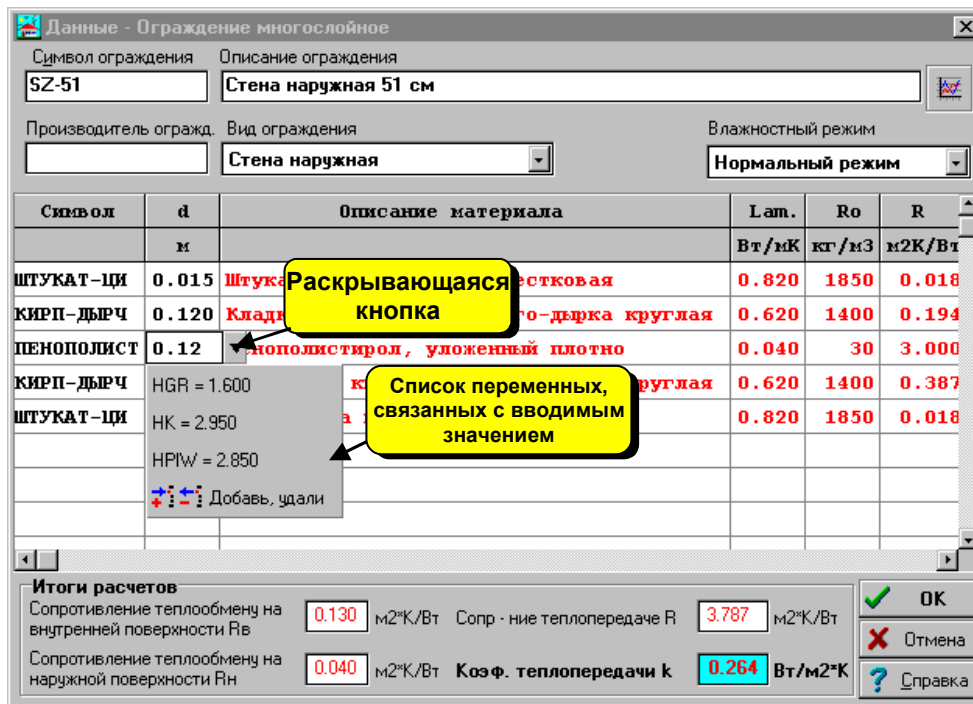 Данные - Ограждение многослойное
Символ ограждения Описание ограждения
SZ-51 Стена наружная 51 см
Производитель огражд. Вид ограждения Влажностный режим
Стена наружная Нормальный режим
Символ d Описание материала Lam. Ro R
м Вт/мК кг/м3 м2К/Вт
ШТУКАТ-ЦИ 0.015 естковая 0.820 1850 0.018
КИРП-ДЫРЧ 0.120 го-дырка круглая 0.620 1400 0.194
ПЕНОПОЛИСТ 0.12 енополистирол, уложенный плотно 0.040 30 3.000
КИРП-ДЫРЧ руглая 0.620 1400 0.387
ШТУКАТ-ЦИ 0.820 1850 0.018
Раскрывающаяся
кнопка
HGR = 1.600
HK = 2.950
HPIW = 2.850
Добавь, удали
Список переменных,
связанных с вводимым
значением
Итоги расчетов
Сопротивление теплообмену на
внутренней поверхности Rв 0.130 м2*К/Вт Сопр - ние теплопередаче R 3.787 м2*К/Вт
Сопротивление теплообмену на
наружной поверхности Rн 0.040 м2*К/Вт Коэф. теплопередачи k 0.264 Вт/м2*К
OK
Отмена
Справка